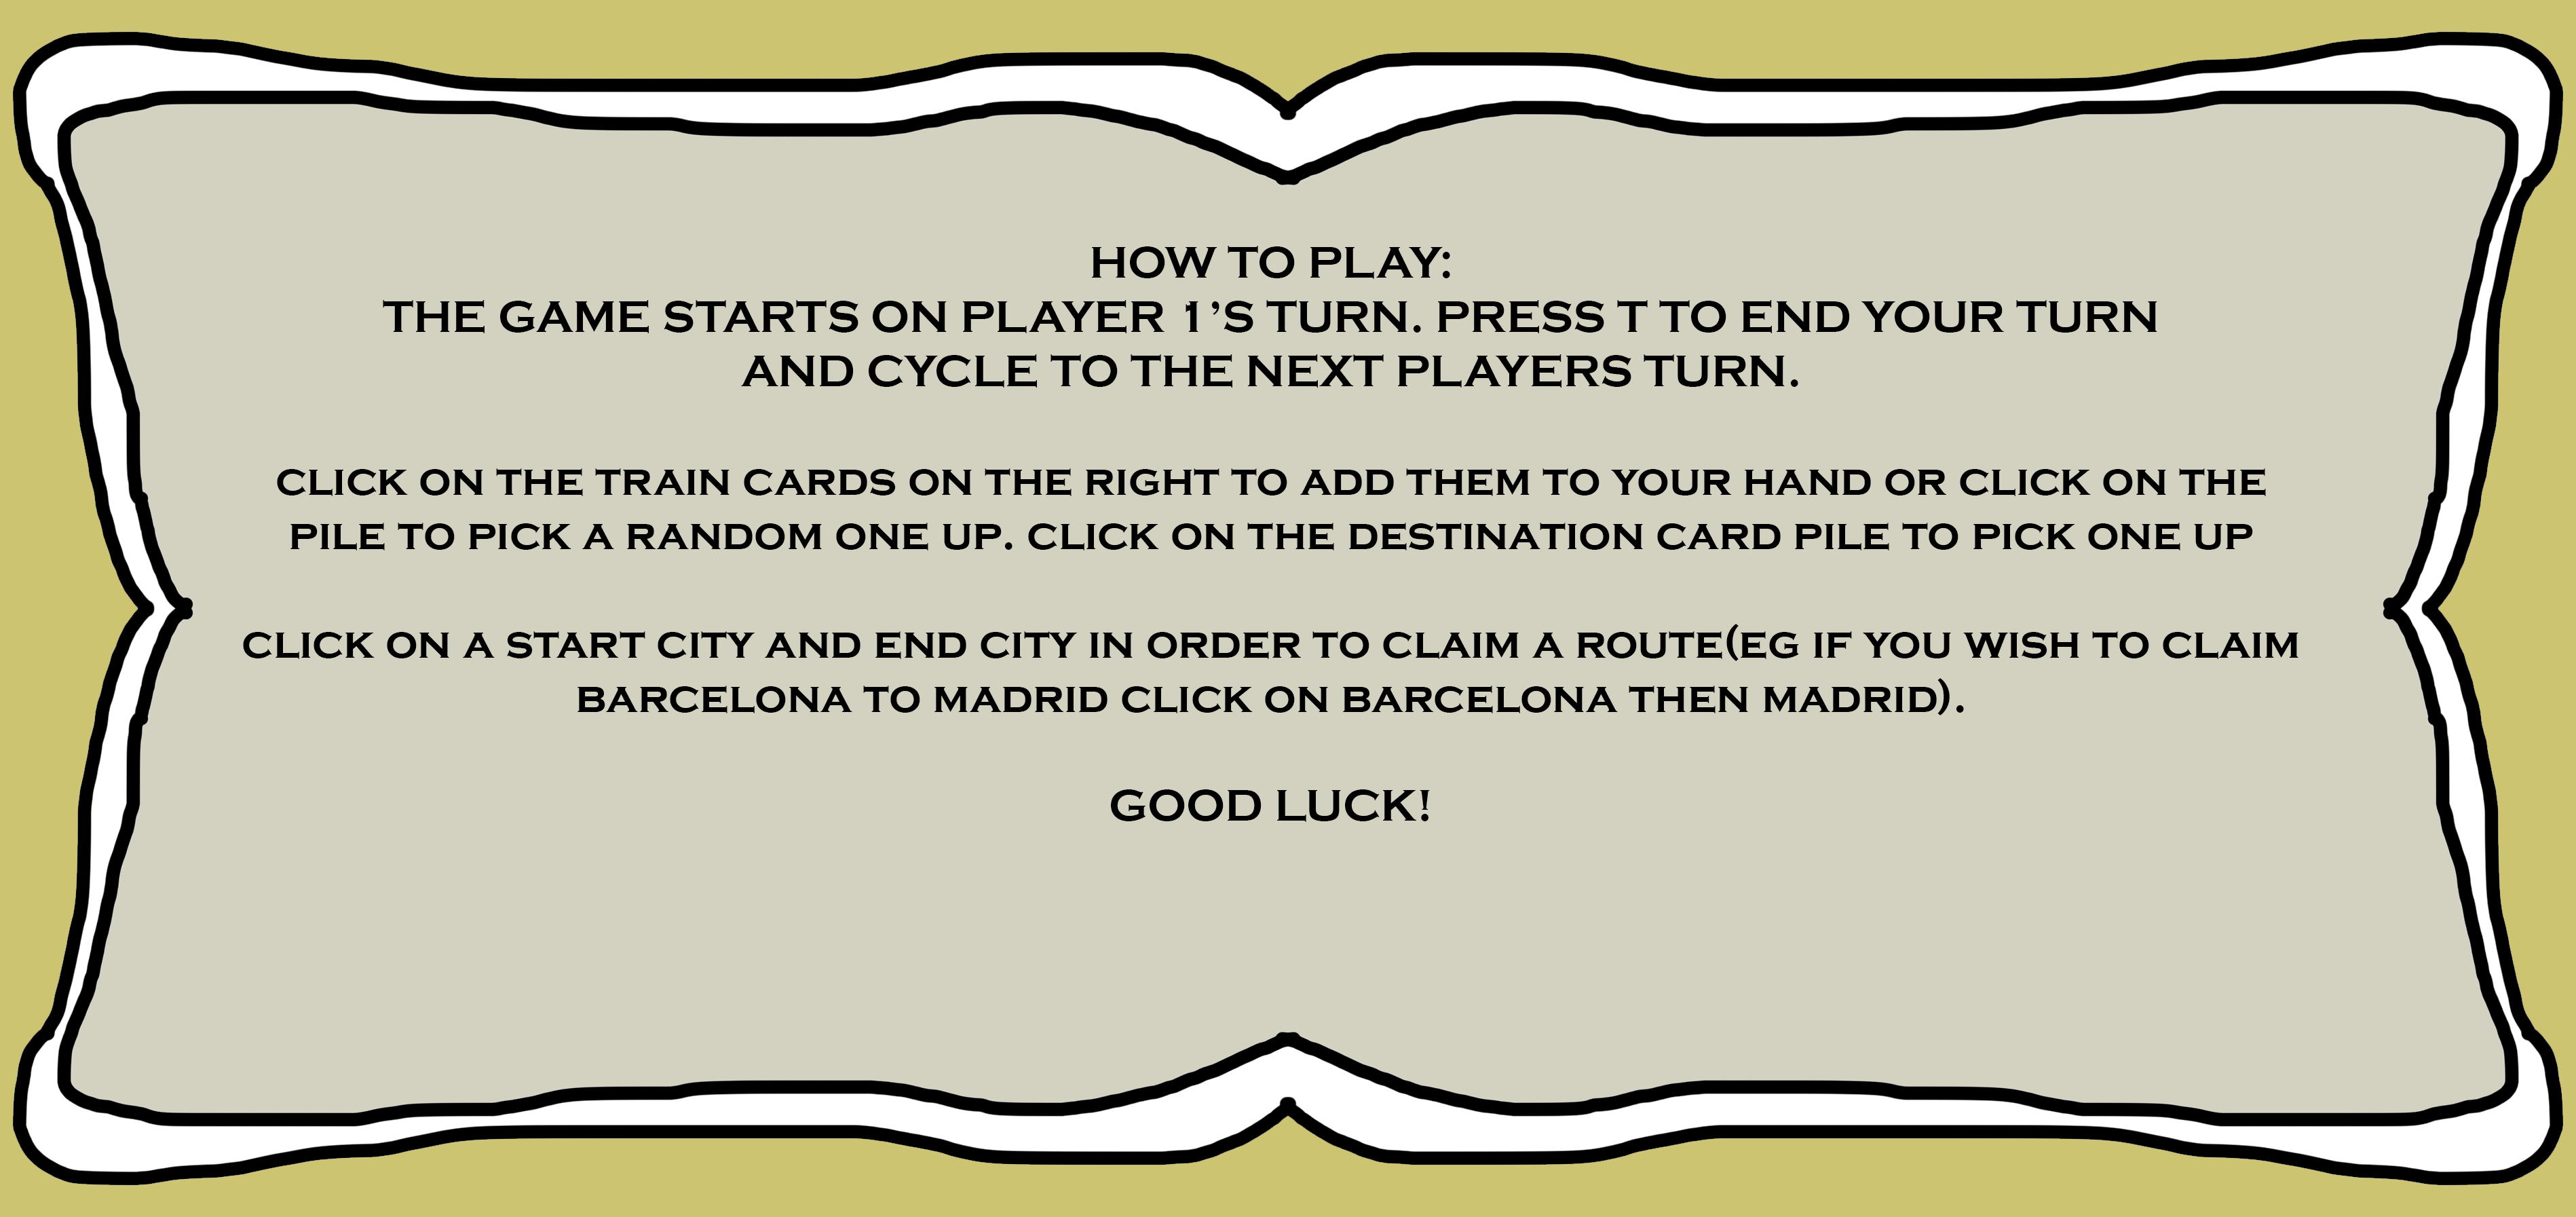 HOW TO PLAY:
THE GAME STARTS ON PLAYER 1'S TURN. PRESS T TO END YOUR TURN
AND CYCLE TO THE NEXT PLAYERS TURN.
CLICK ON THE TRAIN CARDS ON THE RIGHT TO ADD THEM TO YOUR HAND OR CLICK ON THE
PILE TO PICK A RANDOM ONE UP. CLICK ON THE DESTINATION CARD PILE TO PICK ONE UP
CLICK ON A START CITY AND END CITY IN ORDER TO CLAIM A ROUTE(EG IF YOU WISH TO CLAIM
BARCELONA TO MADRID CLICK ON BARCELONA THEN MADRID).
GOOD LUCK!